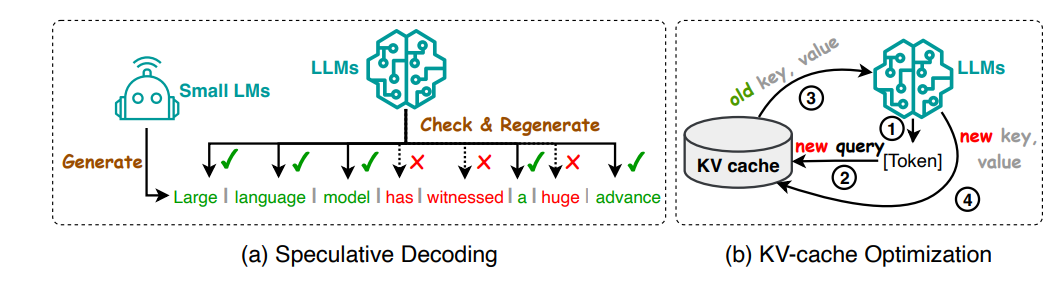 Small LMs
LLMs
Check & Regenerate
Generate
Large | language | model | has | witnessed | a | huge | advance
(a) Speculative Decoding
old key, value
3
LLMs
1
new key,
value
new query
[Token]
KV cache
2
4
(b) KV-cache Optimization